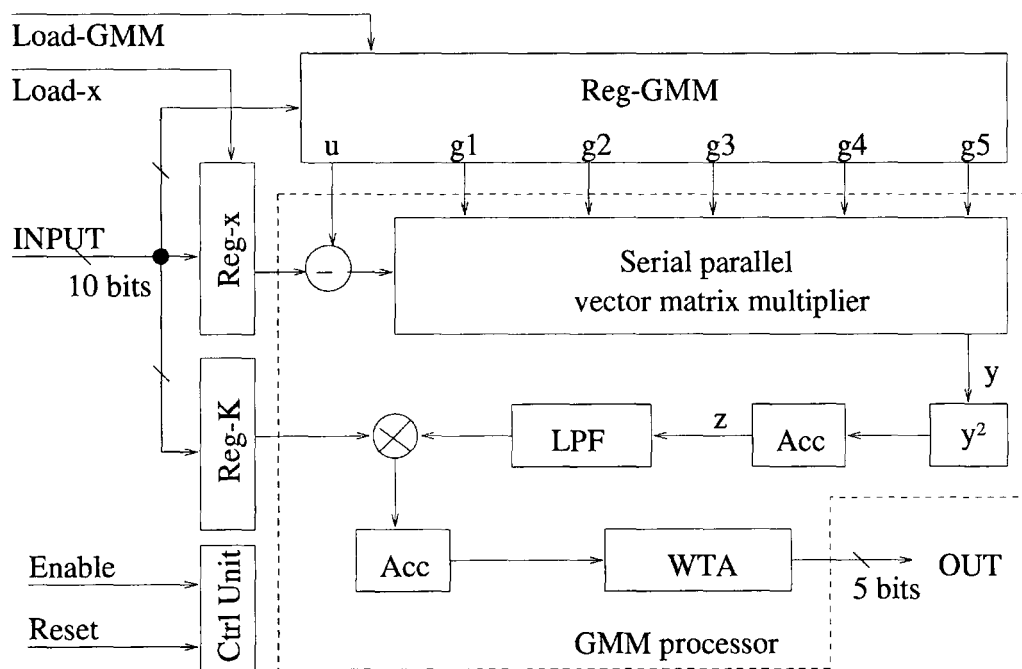 Load-GMM
Load-x
Reg-GMM
u g1 g2 g3 g4 g5
INPUT
10 bits
Reg-x
-
Serial parallel
vector matrix multiplier
y
Reg-K
LPF
z
Acc
y²
Acc
WTA
5 bits
OUT
Enable
Reset
Ctrl Unit
GMM processor